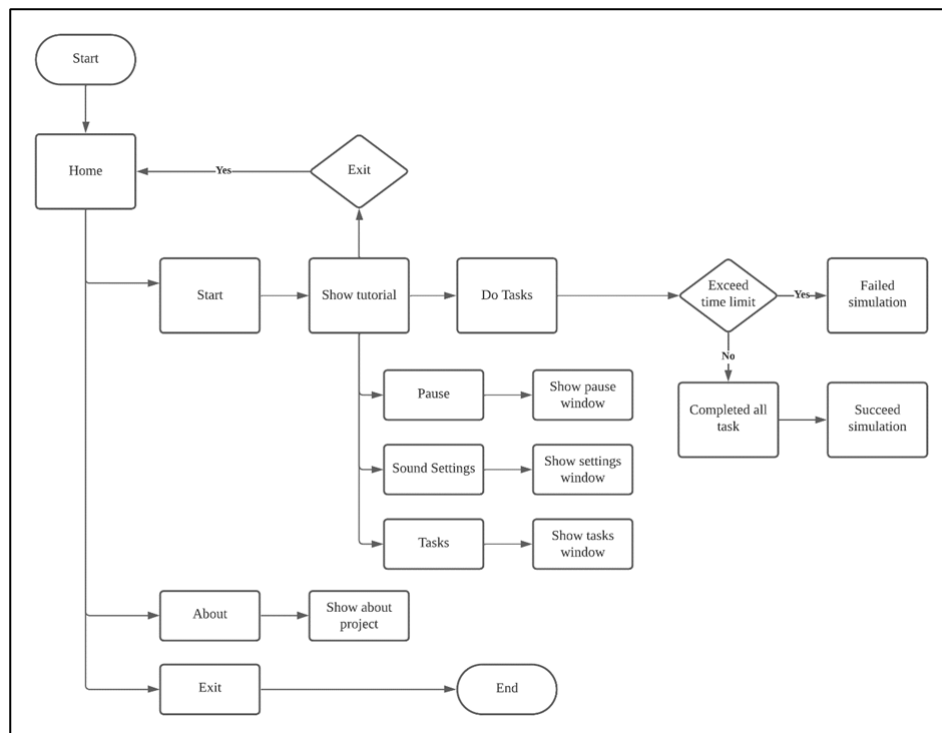 Start
Home
Yes
Exit
Start
Show tutorial
Do Tasks
Exceed
time limit
Yes
Failed
simulation
No
Pause
Show pause
window
Completed all
task
Succeed
simulation
Sound Settings
Show settings
window
Tasks
Show tasks
window
About
Show about
project
Exit
End